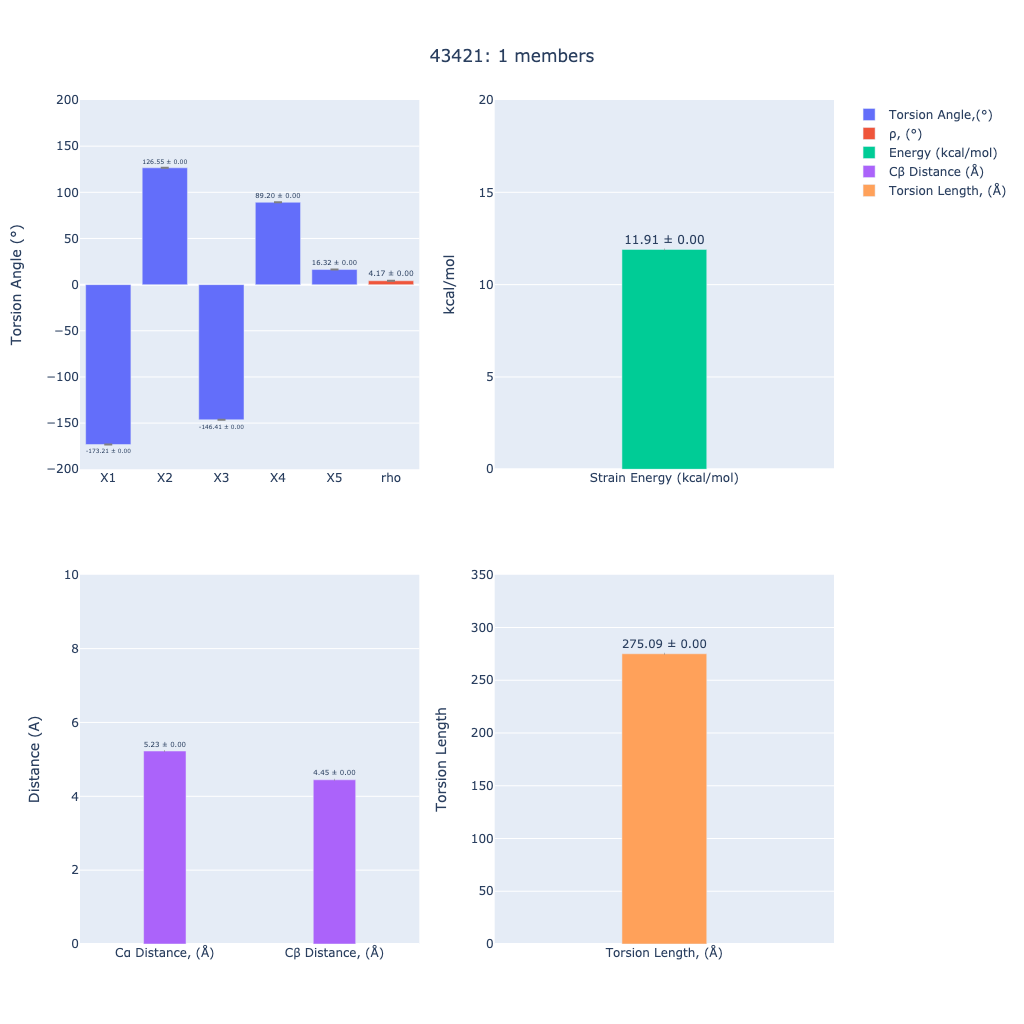 43421: 1 members
200
150
100
50
0
−50
−100
−150
−200
Torsion Angle (°)
-173.21 ± 0.00
126.55 ± 0.00
-146.41 ± 0.00
89.20 ± 0.00
16.32 ± 0.00
4.17 ± 0.00
X1 X2 X3 X4 X5 rho
20
15
10
5
0
kcal/mol
11.91 ± 0.00
Strain Energy (kcal/mol)
Torsion Angle,(°)
ρ, (°)
Energy (kcal/mol)
Cβ Distance (Å)
Torsion Length, (Å)
10
8
6
4
2
0
Distance (A)
5.23 ± 0.00
4.45 ± 0.00
Cα Distance, (Å) Cβ Distance, (Å)
350
300
250
200
150
100
50
0
Torsion Length
275.09 ± 0.00
Torsion Length, (Å)